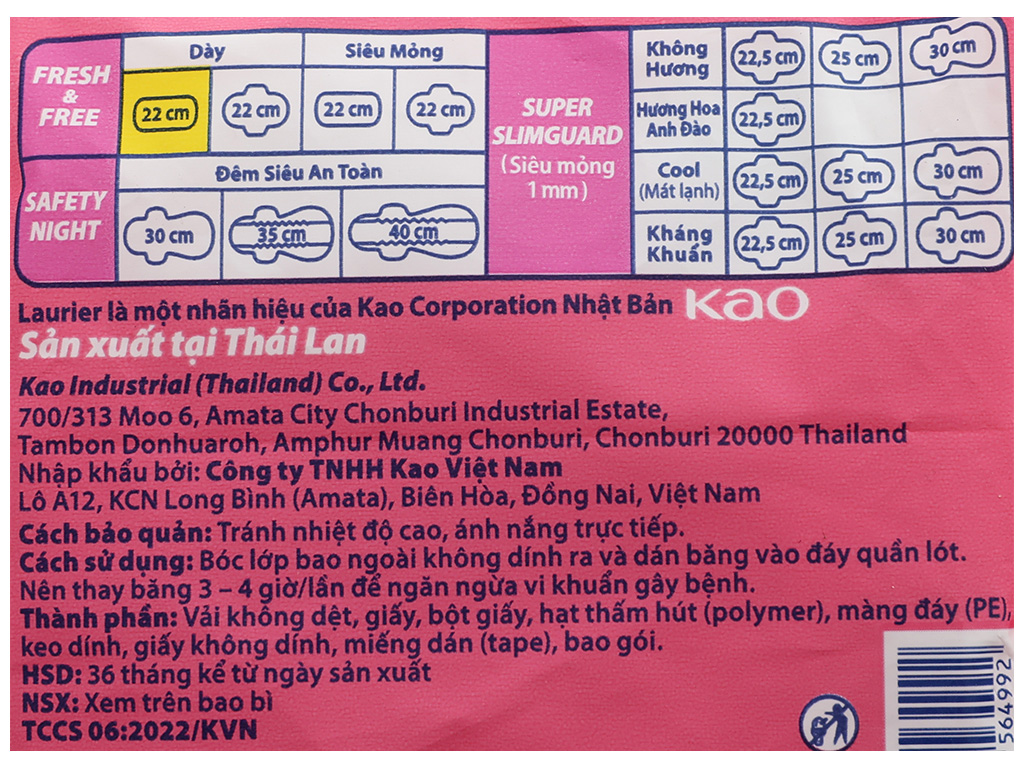 FRESH & FREE
Dày
Siêu Mỏng
22 cm
22 cm
22 cm
22 cm
SAFETY NIGHT
Đêm Siêu An Toàn
30 cm
35 cm
40 cm
SUPER SLIMGUARD
(Siêu mỏng 1 mm)
Không Hương
22,5 cm
25 cm
30 cm
Hương Hoa Anh Đào
22,5 cm
Cool (Mát lạnh)
22,5 cm
25 cm
30 cm
Kháng Khuẩn
22,5 cm
25 cm
30 cm
Laurier là một nhãn hiệu của Kao Corporation Nhật Bản Kao
Sản xuất tại Thái Lan
Kao Industrial (Thailand) Co., Ltd.
700/313 Moo 6, Amata City Chonburi Industrial Estate,
Tambon Donhuaroh, Amphur Muang Chonburi, Chonburi 20000 Thailand
Nhập khẩu bởi: Công ty TNHH Kao Việt Nam
Lô A12, KCN Long Bình (Amata), Biên Hòa, Đồng Nai, Việt Nam
Cách bảo quản: Tránh nhiệt độ cao, ánh nắng trực tiếp.
Cách sử dụng: Bóc lớp bao ngoài không dính ra và dán băng vào đáy quần lót.
Nên thay băng 3 – 4 giờ/lần để ngăn ngừa vi khuẩn gây bệnh.
Thành phần: Vải không dệt, giấy, bột giấy, hạt thấm hút (polymer), màng đáy (PE),
keo dính, giấy không dính, miếng dán (tape), bao gói.
HSD: 36 tháng kể từ ngày sản xuất
NSX: Xem trên bao bì
TCCS 06:2022/KVN
564992